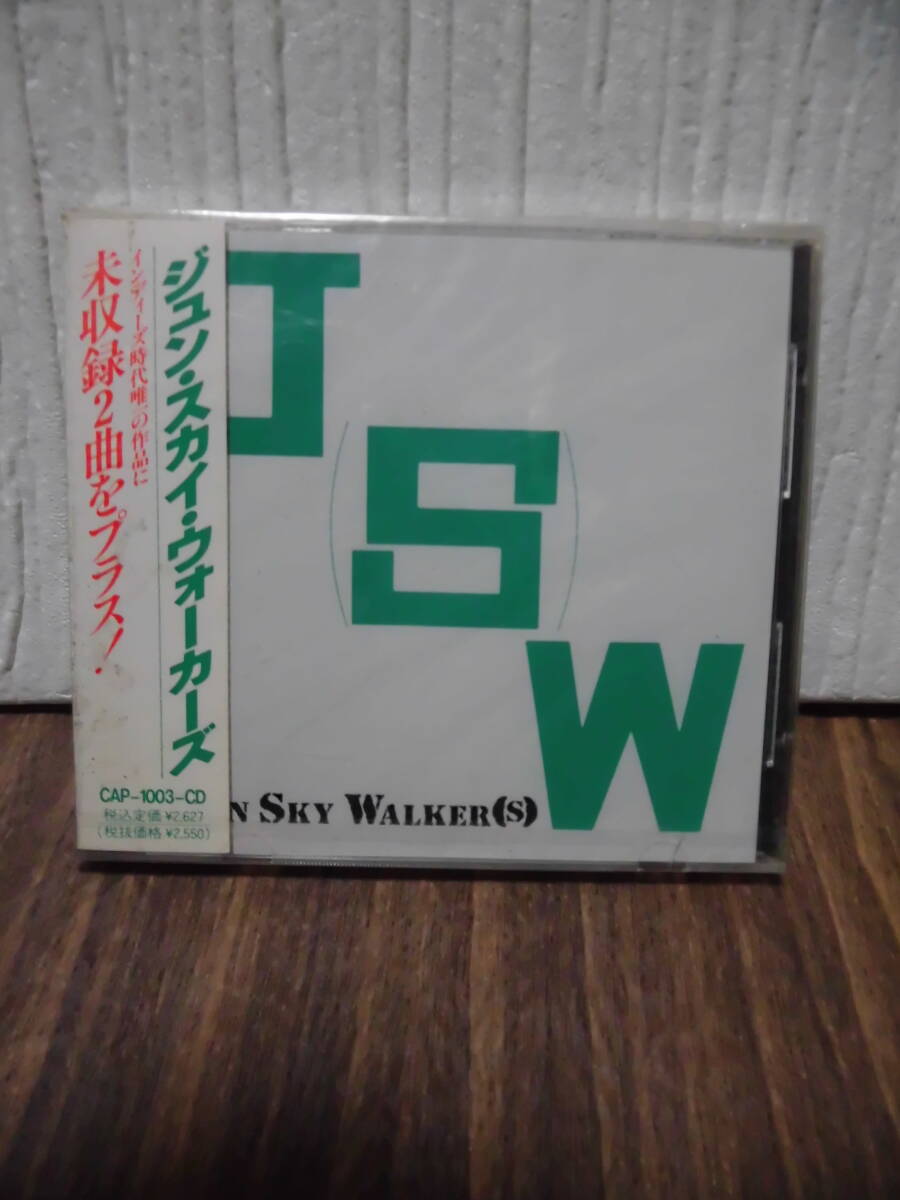 ジュン・スカイ・ウォーカーズ
インディーズ時代唯一の作品に
未収録2曲をプラス!
CAP-1003-CD
税込定価 ¥2,627
(税抜価格 ¥2,550)
J
(S)
W
N SKY WALKER(S)